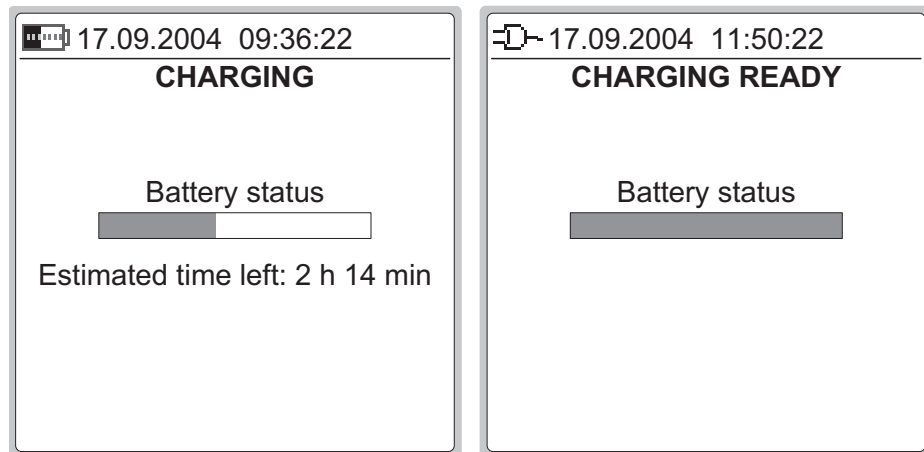 17.09.2004 09:36:22
CHARGING
Battery status
Estimated time left: 2 h 14 min
17.09.2004 11:50:22
CHARGING READY
Battery status